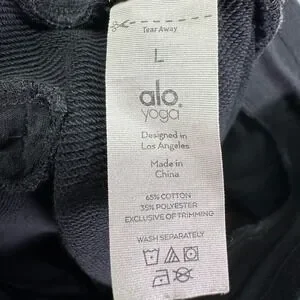 Tear Away
L
alo.
yoga
Designed in
Los Angeles
Made in
China
65% COTTON
35% POLYESTER
EXCLUSIVE OF TRIMMING
WASH SEPARATELY